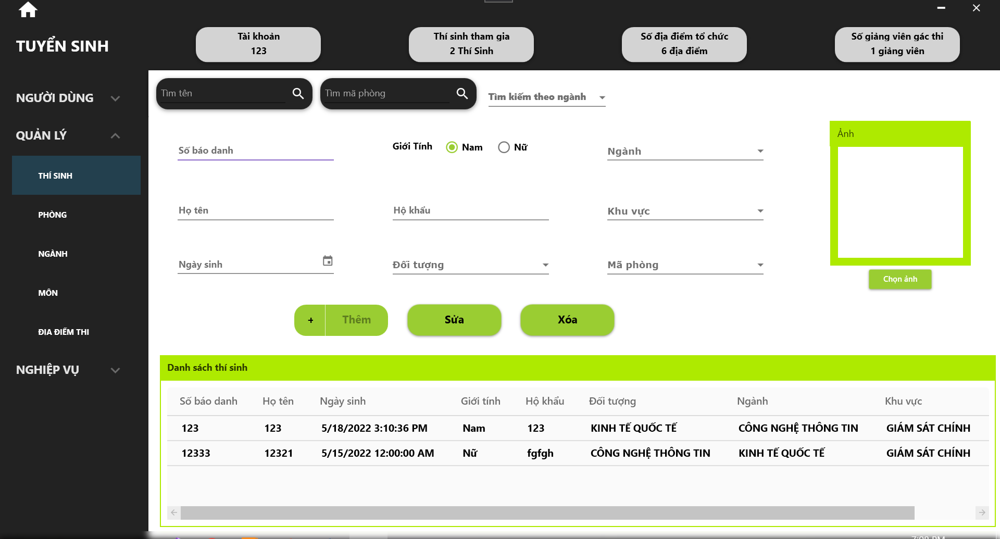 TUYỂN SINH
Tài khoản
123
Thí sinh tham gia
2 Thí Sinh
Số địa điểm tổ chức
6 địa điểm
Số giảng viên gác thi
1 giảng viên
NGƯỜI DÙNG
QUẢN LÝ
THÍ SINH
PHÒNG
NGÀNH
MÔN
ĐIA ĐIỂM THI
NGHIỆP VỤ
Tìm tên
Tìm mã phòng
Tìm kiếm theo ngành
Số báo danh
Giới Tính
Nam
Nữ
Ngành
Họ tên
Hộ khẩu
Khu vực
Ngày sinh
Đối tượng
Mã phòng
Ảnh
Chọn ảnh
+ Thêm
Sửa
Xóa
Danh sách thí sinh
Số báo danh Họ tên Ngày sinh Giới tính Hộ khẩu Đối tượng Ngành Khu vực
123 123 5/18/2022 3:10:36 PM Nam 123 KINH TẾ QUỐC TẾ CÔNG NGHỆ THÔNG TIN GIÁM SÁT CHÍNH
12333 12321 5/15/2022 12:00:00 AM Nữ fgfgh CÔNG NGHỆ THÔNG TIN KINH TẾ QUỐC TẾ GIÁM SÁT CHÍNH